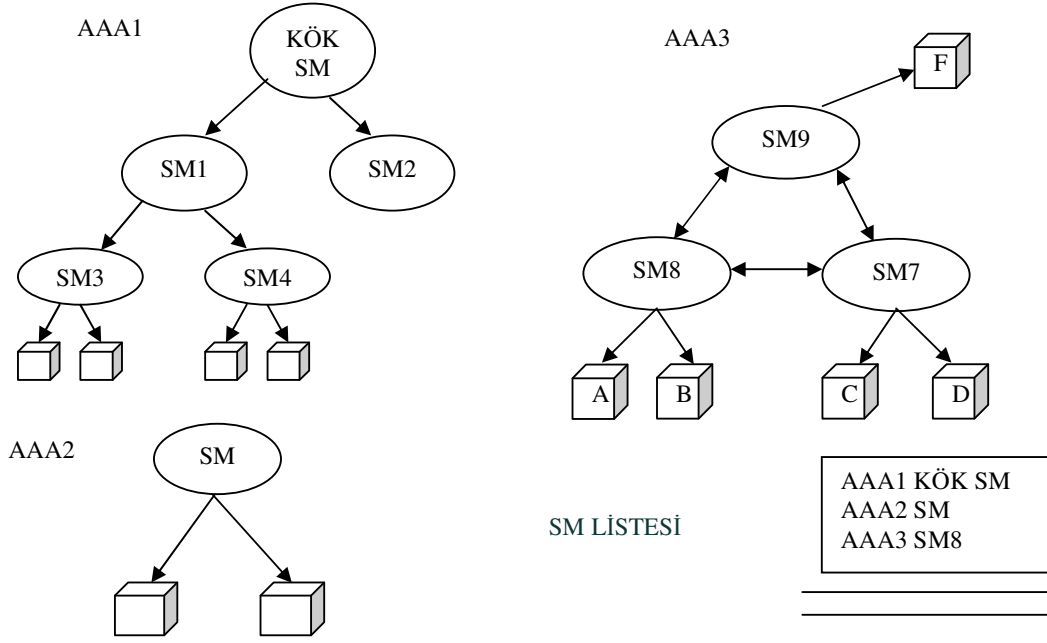 AAA1
KÖK
SM
SM1
SM2
SM3
SM4
AAA2
SM
AAA3
F
SM9
SM8
SM7
A
B
C
D
SM LİSTESİ
AAA1 KÖK SM
AAA2 SM
AAA3 SM8